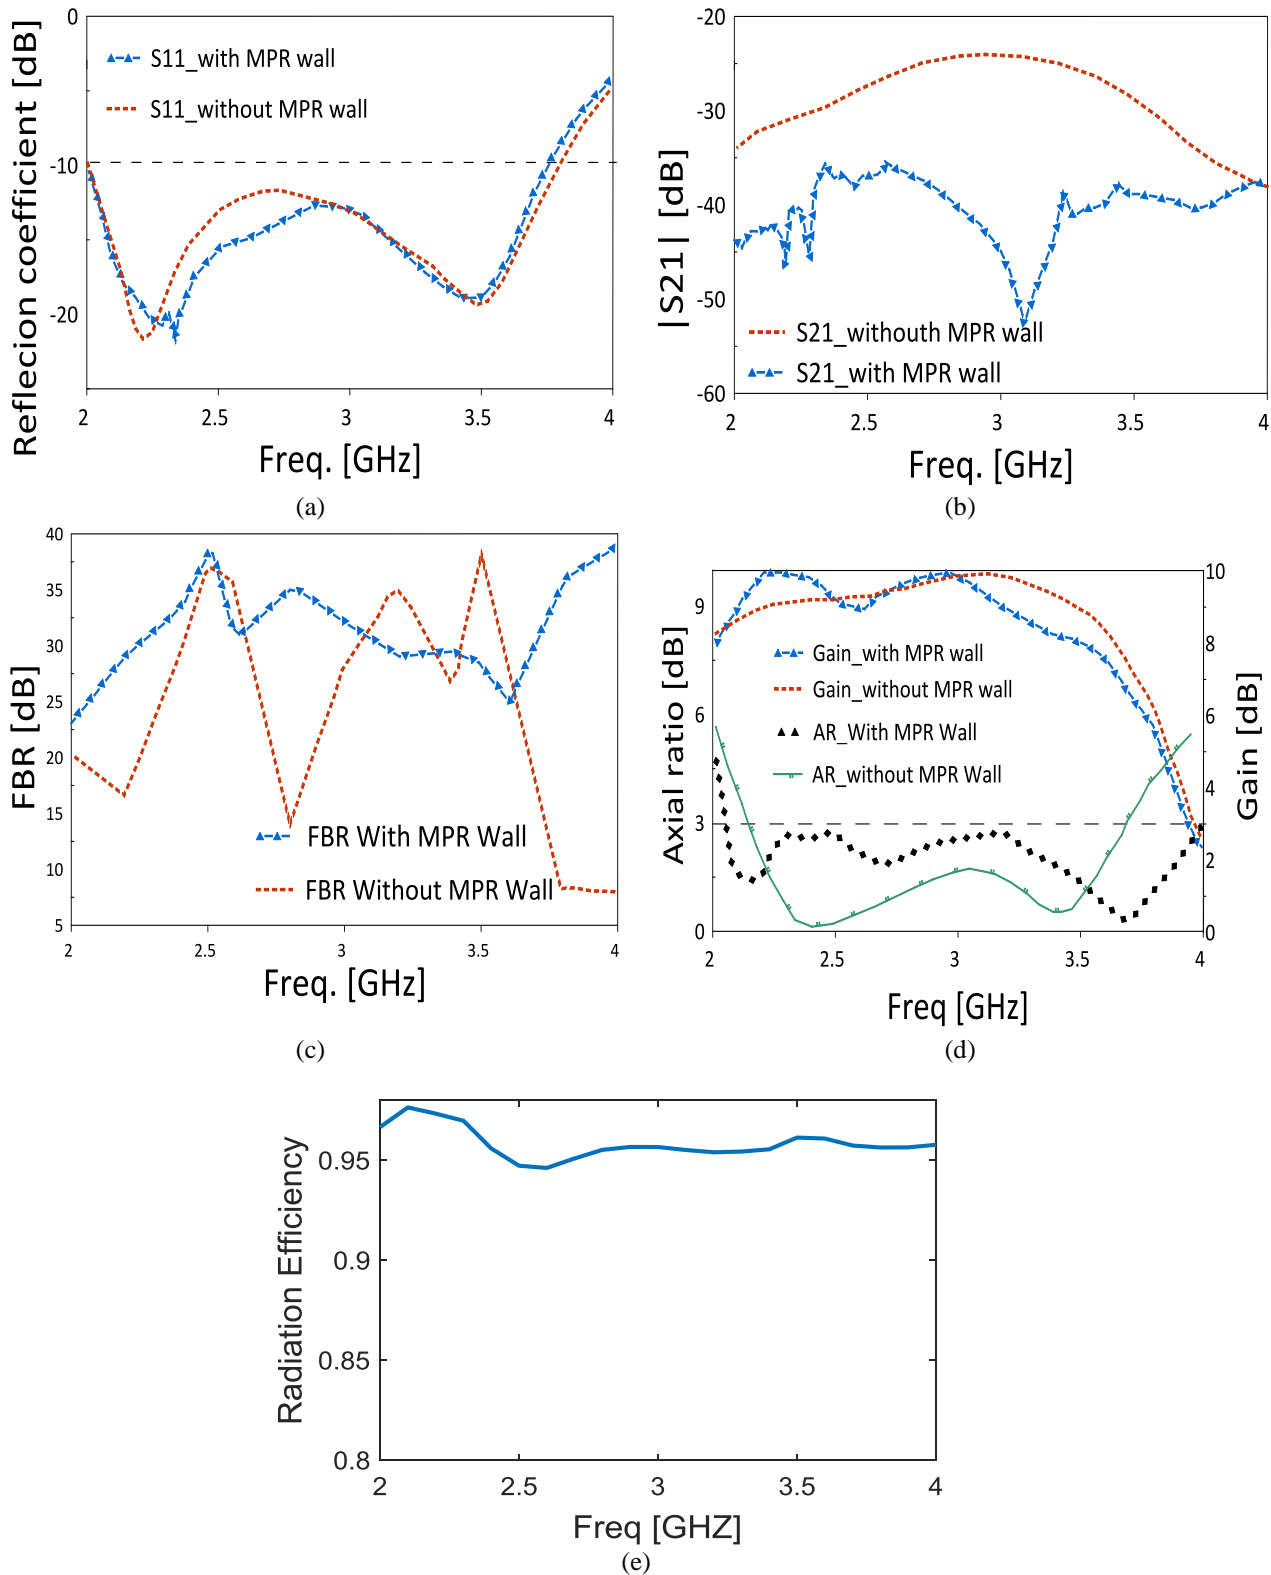 0
-10
-20
Reflecion coefficient [dB]
S11_with MPR wall
S11_without MPR wall
2
2.5
3
3.5
4
Freq. [GHz]
(a)
-20
-30
-40
-50
-60
|S21| [dB]
S21_withouth MPR wall
S21_with MPR wall
2
2.5
3
3.5
4
Freq. [GHz]
(b)
40
35
30
25
20
15
10
5
FBR [dB]
FBR With MPR Wall
FBR Without MPR Wall
2
2.5
3
3.5
4
Freq. [GHz]
(c)
9
6
3
0
Axial ratio [dB]
Gain_with MPR wall
Gain_without MPR wall
AR_With MPR Wall
AR_without MPR Wall
10
9
8
7
6
5
4
3
2
1
0
Gain [dB]
2
2.5
3
3.5
4
Freq [GHz]
(d)
0.95
0.9
0.85
0.8
Radiation Efficiency
2
2.5
3
3.5
4
Freq [GHZ]
(e)